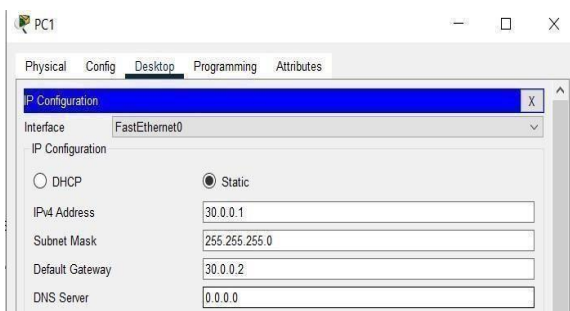 PC1
Physical Config Desktop Programming Attributes
IP Configuration X
Interface FastEthernet0
IP Configuration
DHCP Static
IPv4 Address 30.0.0.1
Subnet Mask 255.255.255.0
Default Gateway 30.0.0.2
DNS Server 0.0.0.0